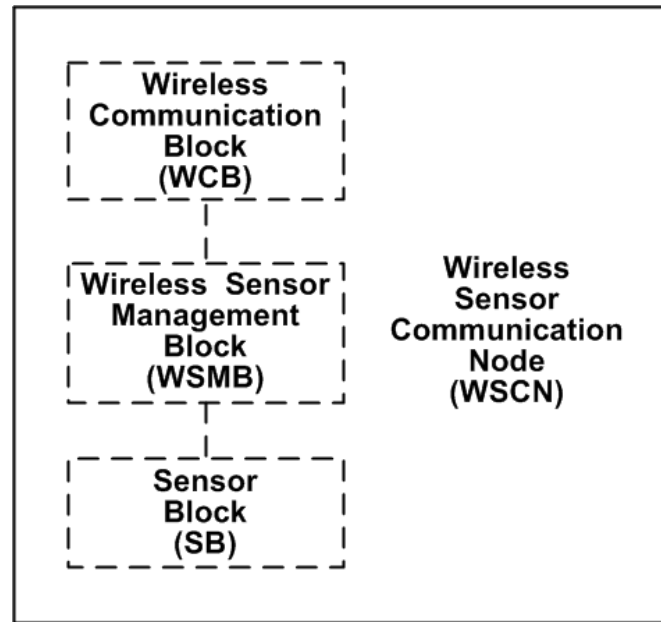 Wireless
Communication
Block
(WCB)
Wireless Sensor
Management
Block
(WSMB)
Sensor
Block
(SB)
Wireless
Sensor
Communication
Node
(WSCN)